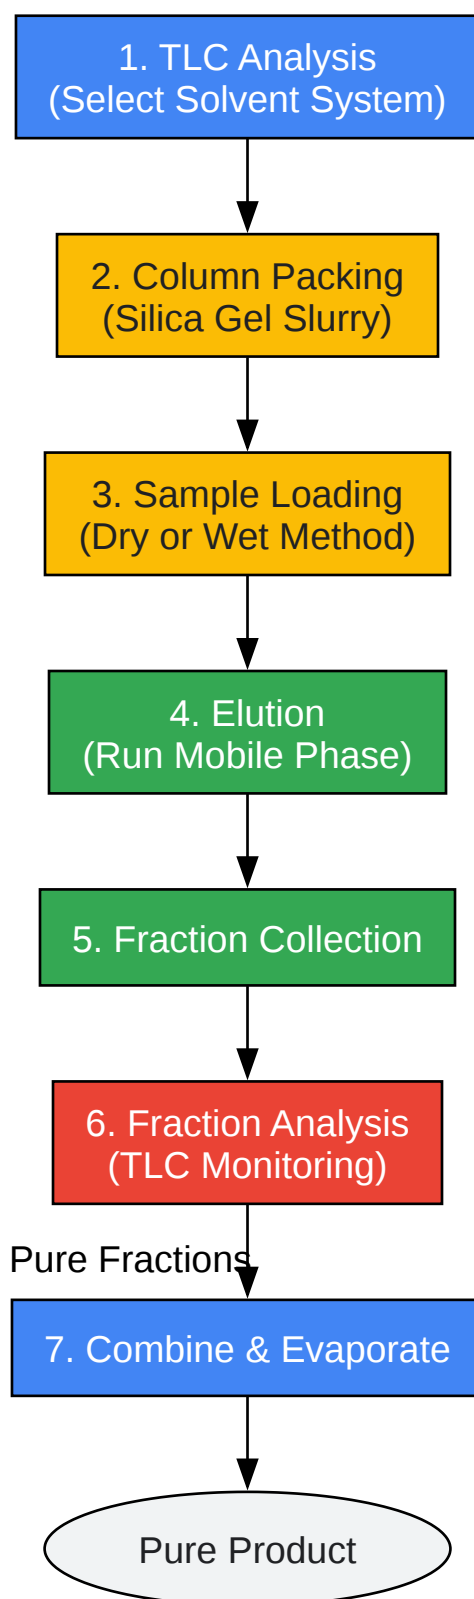 1. TLC Analysis
(Select Solvent System)
2. Column Packing
(Silica Gel Slurry)
3. Sample Loading
(Dry or Wet Method)
4. Elution
(Run Mobile Phase)
5. Fraction Collection
6. Fraction Analysis
(TLC Monitoring)
Pure Fractions
7. Combine & Evaporate
Pure Product